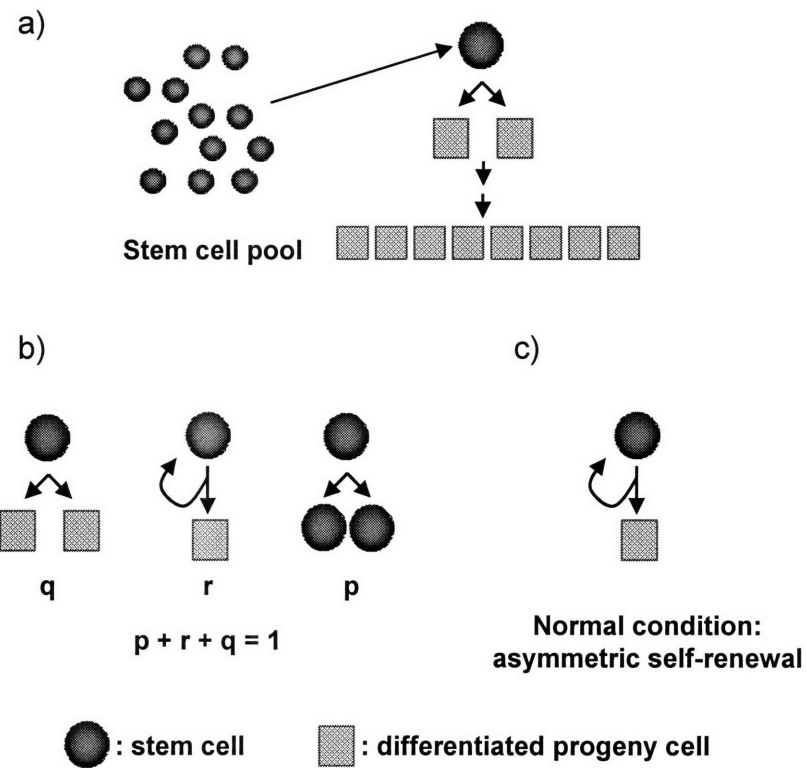 a)
Stem cell pool
b)
c)
q
r
p
p + r + q = 1
Normal condition:
asymmetric self-renewal
: stem cell
: differentiated progeny cell